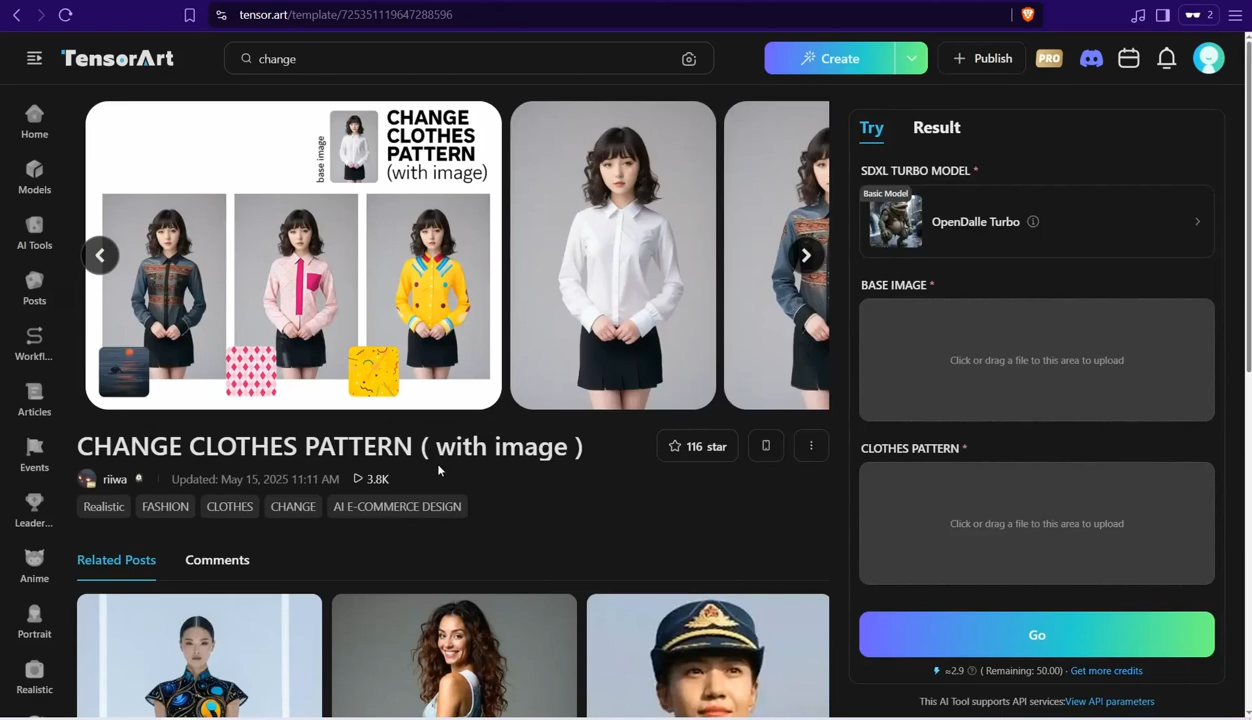 tensor.art/template/725351119647288596
2
TensorArt
change
Create
Publish
PRO
Home
Models
AI Tools
Posts
Workfl...
Articles
Events
Leader...
Anime
Portrait
Realistic
base image
CHANGE
CLOTHES
PATTERN
(with image)
CHANGE CLOTHES PATTERN ( with image )
116 star
riiwa
Updated: May 15, 2025 11:11 AM
3.8K
Realistic
FASHION
CLOTHES
CHANGE
AI E-COMMERCE DESIGN
Related Posts
Comments
Try
Result
SDXL TURBO MODEL *
Basic Model
OpenDalle Turbo
BASE IMAGE *
Click or drag a file to this area to upload
CLOTHES PATTERN *
Click or drag a file to this area to upload
Go
≈2.9 ( Remaining: 50.00) · Get more credits
This AI Tool supports API services:View API parameters